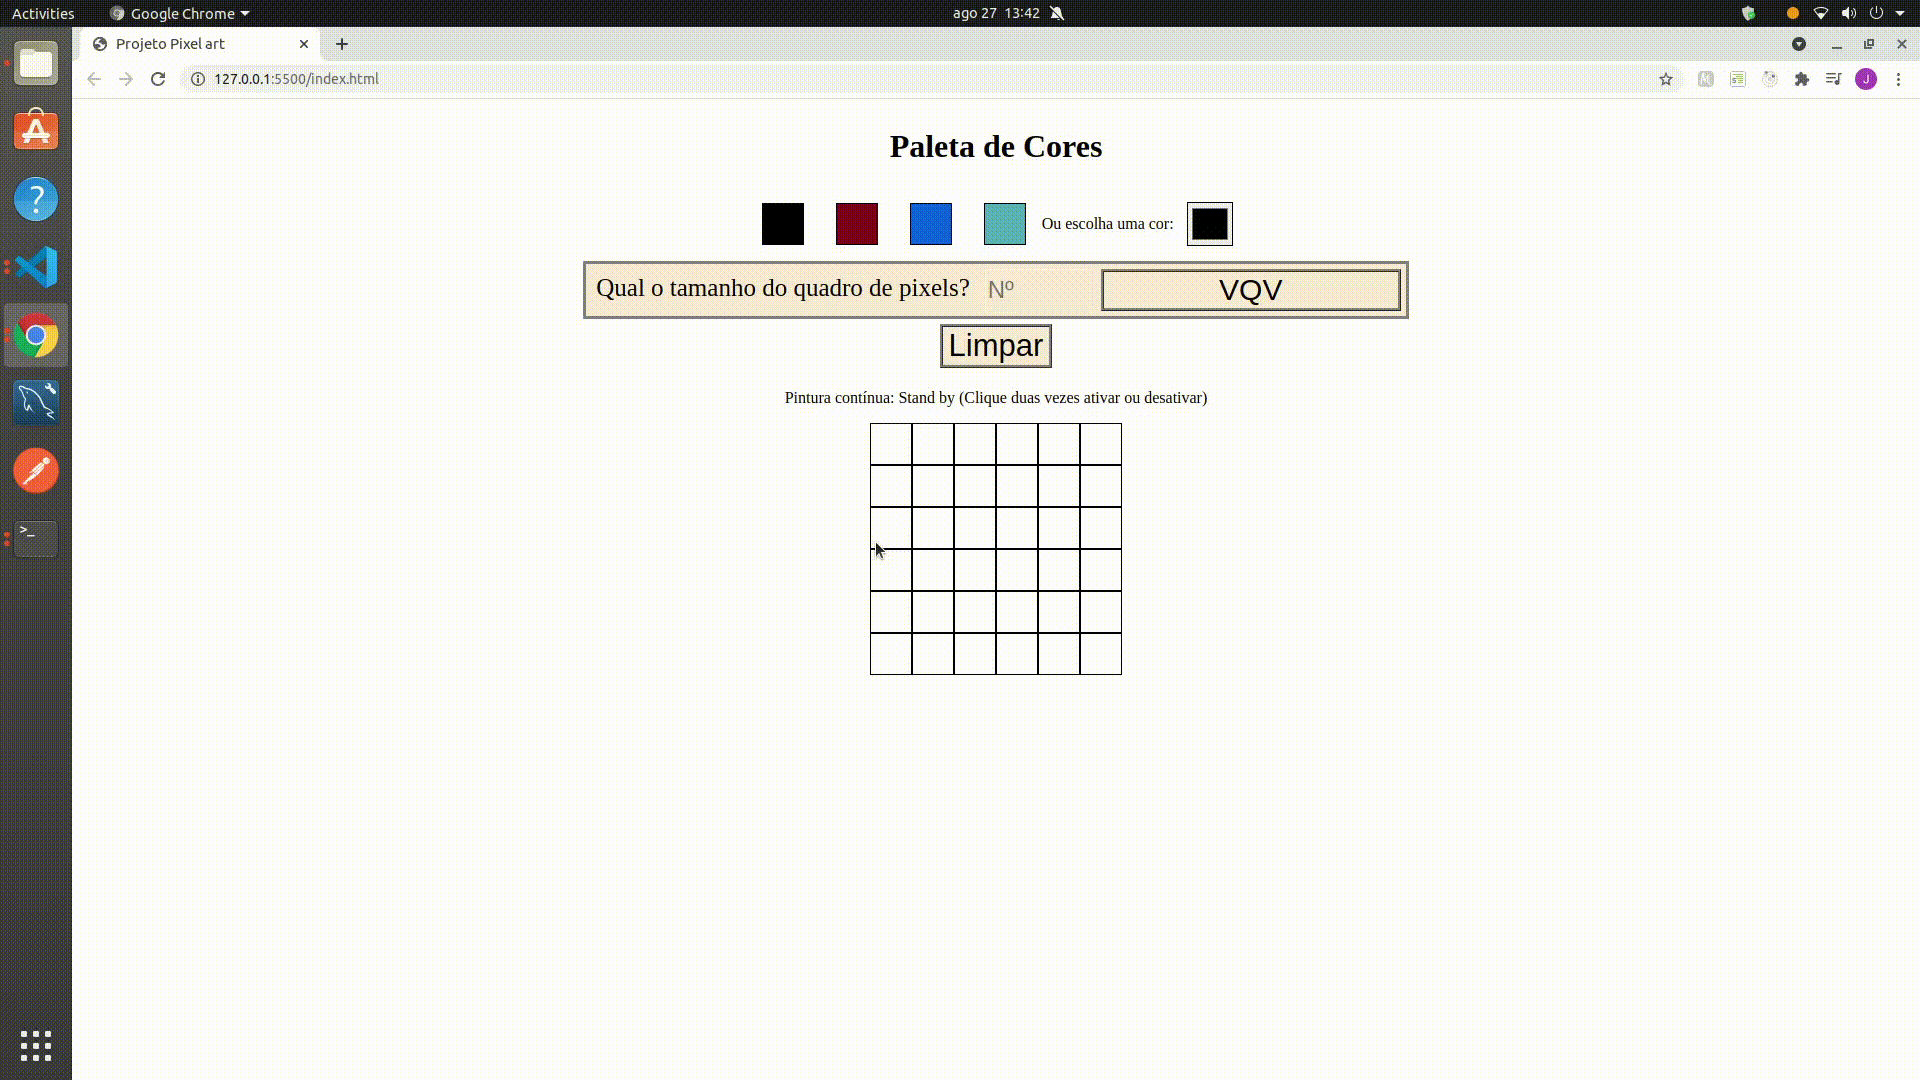 Activities Google Chrome ago 27 13:42
Projeto Pixel art
127.0.0.1:5500/index.html J
Paleta de Cores
Ou escolha uma cor:
Qual o tamanho do quadro de pixels? Nº VQV
Limpar
Pintura contínua: Stand by (Clique duas vezes ativar ou desativar)